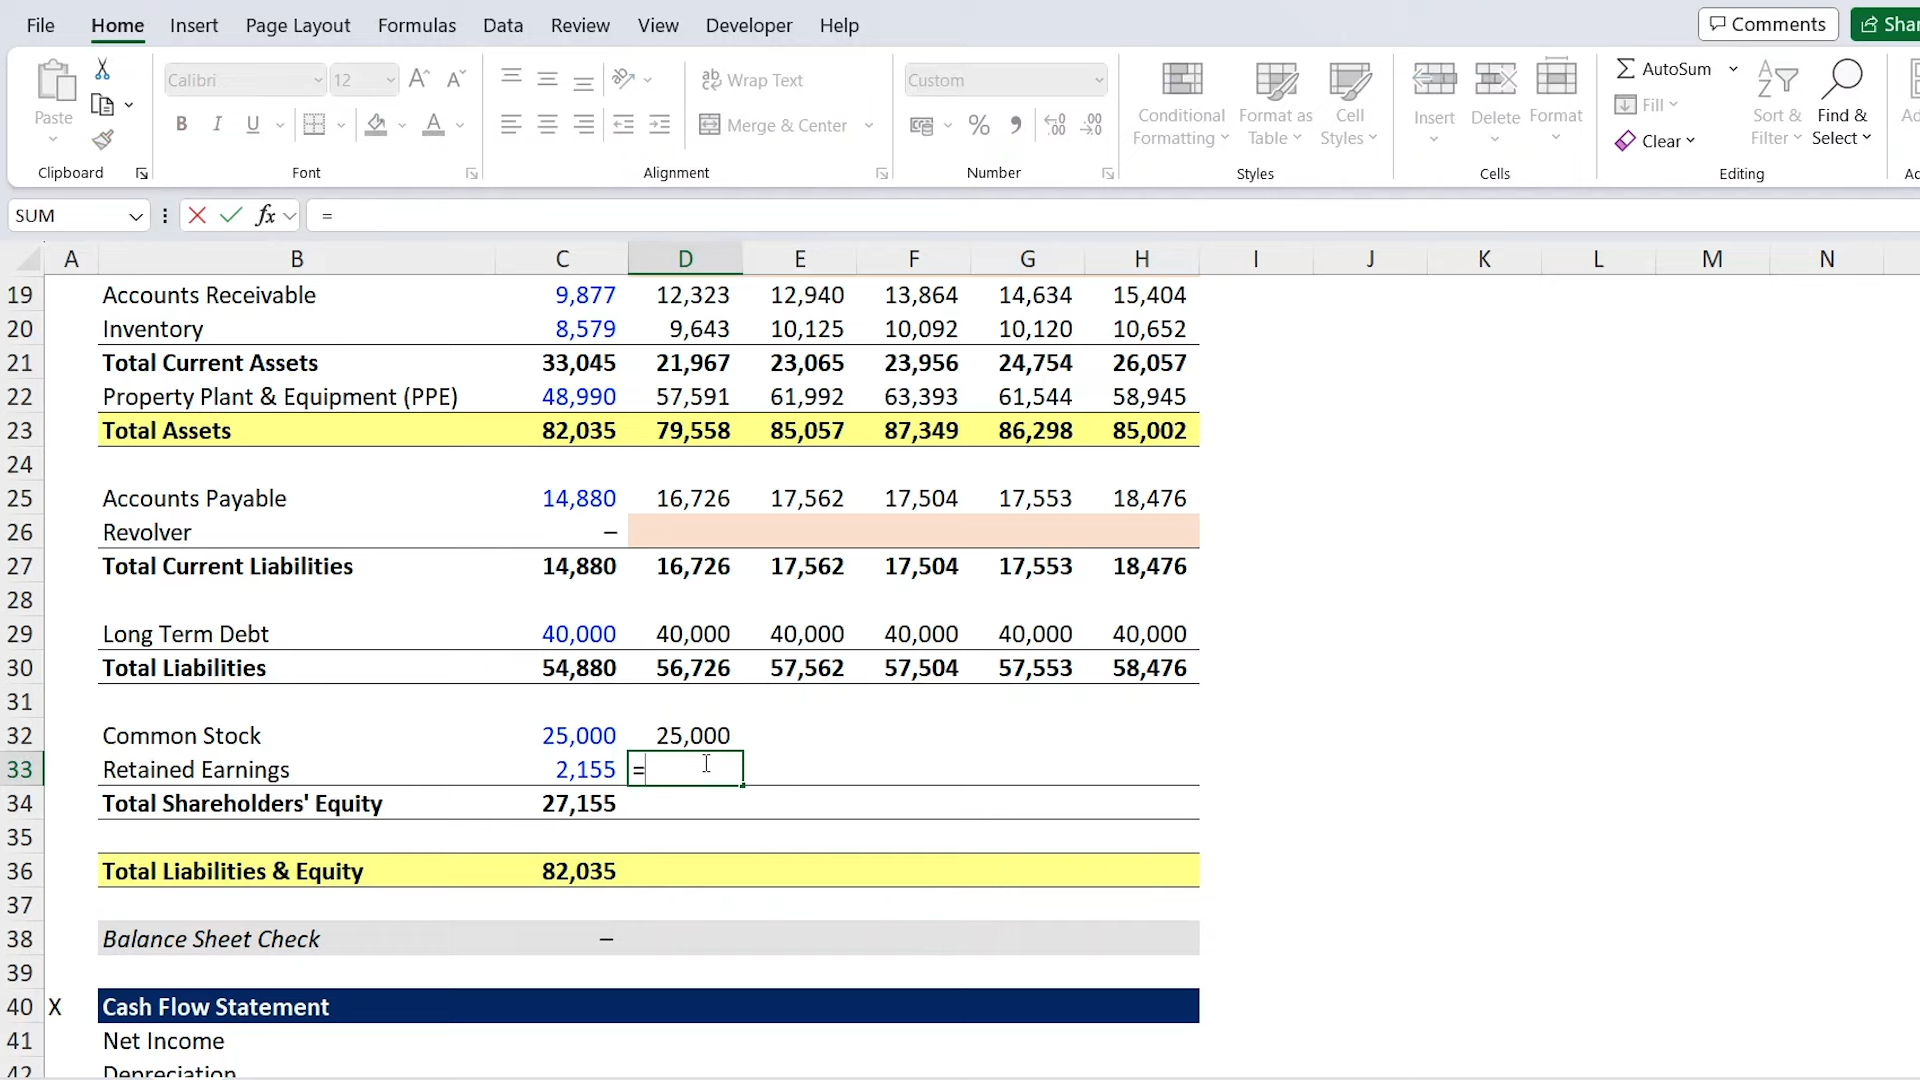 File Home Insert Page Layout Formulas Data Review View Developer Help Comments
Calibri 12 Wrap Text Custom AutoSum
Paste Conditional Format as Cell Insert Delete Format Fill Sort & Find &
B I U Merge & Center % Formatting Table Styles Clear Filter Select
Clipboard Font Alignment Number Styles Cells Editing
SUM fx =
A B C D E F G H I J K L M N
19 Accounts Receivable 9,877 12,323 12,940 13,864 14,634 15,404
20 Inventory 8,579 9,643 10,125 10,092 10,120 10,652
21 Total Current Assets 33,045 21,967 23,065 23,956 24,754 26,057
22 Property Plant & Equipment (PPE) 48,990 57,591 61,992 63,393 61,544 58,945
23 Total Assets 82,035 79,558 85,057 87,349 86,298 85,002
24
25 Accounts Payable 14,880 16,726 17,562 17,504 17,553 18,476
26 Revolver –
27 Total Current Liabilities 14,880 16,726 17,562 17,504 17,553 18,476
28
29 Long Term Debt 40,000 40,000 40,000 40,000 40,000 40,000
30 Total Liabilities 54,880 56,726 57,562 57,504 57,553 58,476
31
32 Common Stock 25,000 25,000
33 Retained Earnings 2,155 =
34 Total Shareholders' Equity 27,155
35
36 Total Liabilities & Equity 82,035
37
38 Balance Sheet Check –
39
40 X Cash Flow Statement
41 Net Income
42 Depreciation